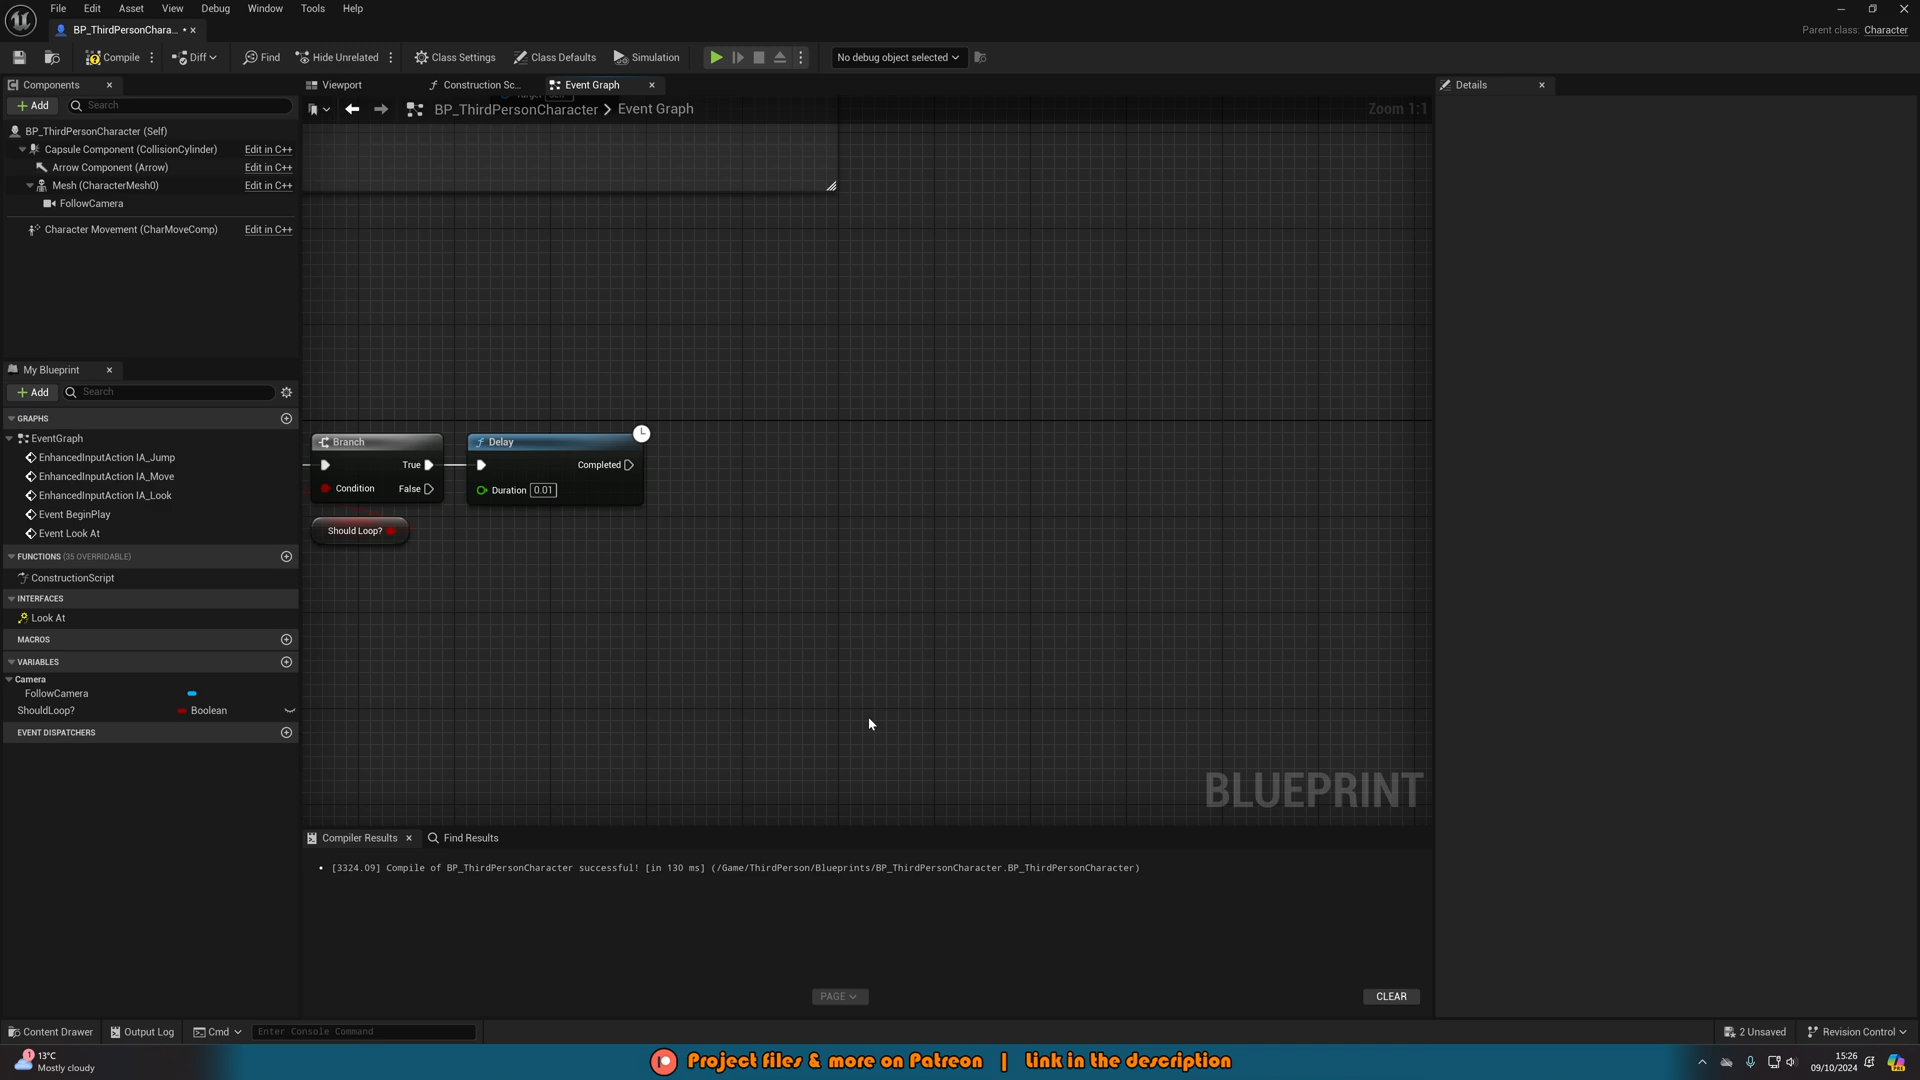 File Edit Asset View Debug Window Tools Help
BP_ThirdPersonChara...
Parent class: Character
Compile Diff Find Hide Unrelated Class Settings Class Defaults Simulation No debug object selected
Components Viewport Construction Sc... Event Graph Details
Add Search
BP_ThirdPersonCharacter > Event Graph Zoom 1:1
BP_ThirdPersonCharacter (Self)
Capsule Component (CollisionCylinder) Edit in C++
Arrow Component (Arrow) Edit in C++
Mesh (CharacterMesh0) Edit in C++
FollowCamera
Character Movement (CharMoveComp) Edit in C++
My Blueprint
Add Search
GRAPHS
EventGraph
EnhancedInputAction IA_Jump
EnhancedInputAction IA_Move
EnhancedInputAction IA_Look
Event BeginPlay
Event Look At
FUNCTIONS (35 OVERRIDABLE)
ConstructionScript
INTERFACES
Look At
MACROS
VARIABLES
Camera
FollowCamera
ShouldLoop? Boolean
EVENT DISPATCHERS
Branch
True
Condition False
Should Loop?
Delay
Completed
Duration 0.01
BLUEPRINT
Compiler Results Find Results
[3324.09] Compile of BP_ThirdPersonCharacter successful! [in 130 ms] (/Game/ThirdPerson/Blueprints/BP_ThirdPersonCharacter.BP_ThirdPersonCharacter)
PAGE CLEAR
Content Drawer Output Log Cmd Enter Console Command 2 Unsaved Revision Control
1 13°C
Mostly cloudy
Project files & more on Patreon | Link in the description
15:26
09/10/2024